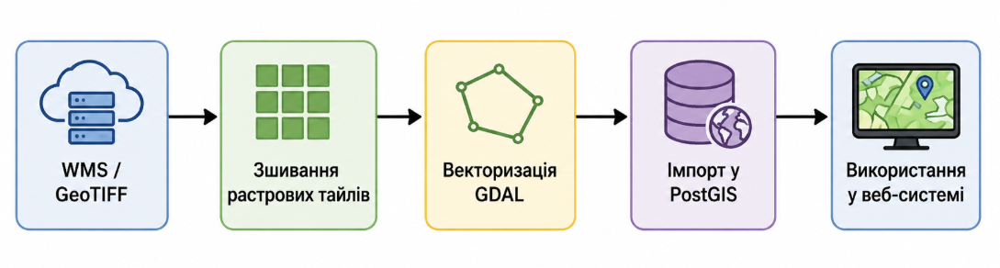 WMS /
GeoTIFF
Зшивання
растрових тайлів
Векторизація
GDAL
Імпорт у
PostGIS
Використання
у веб-системі